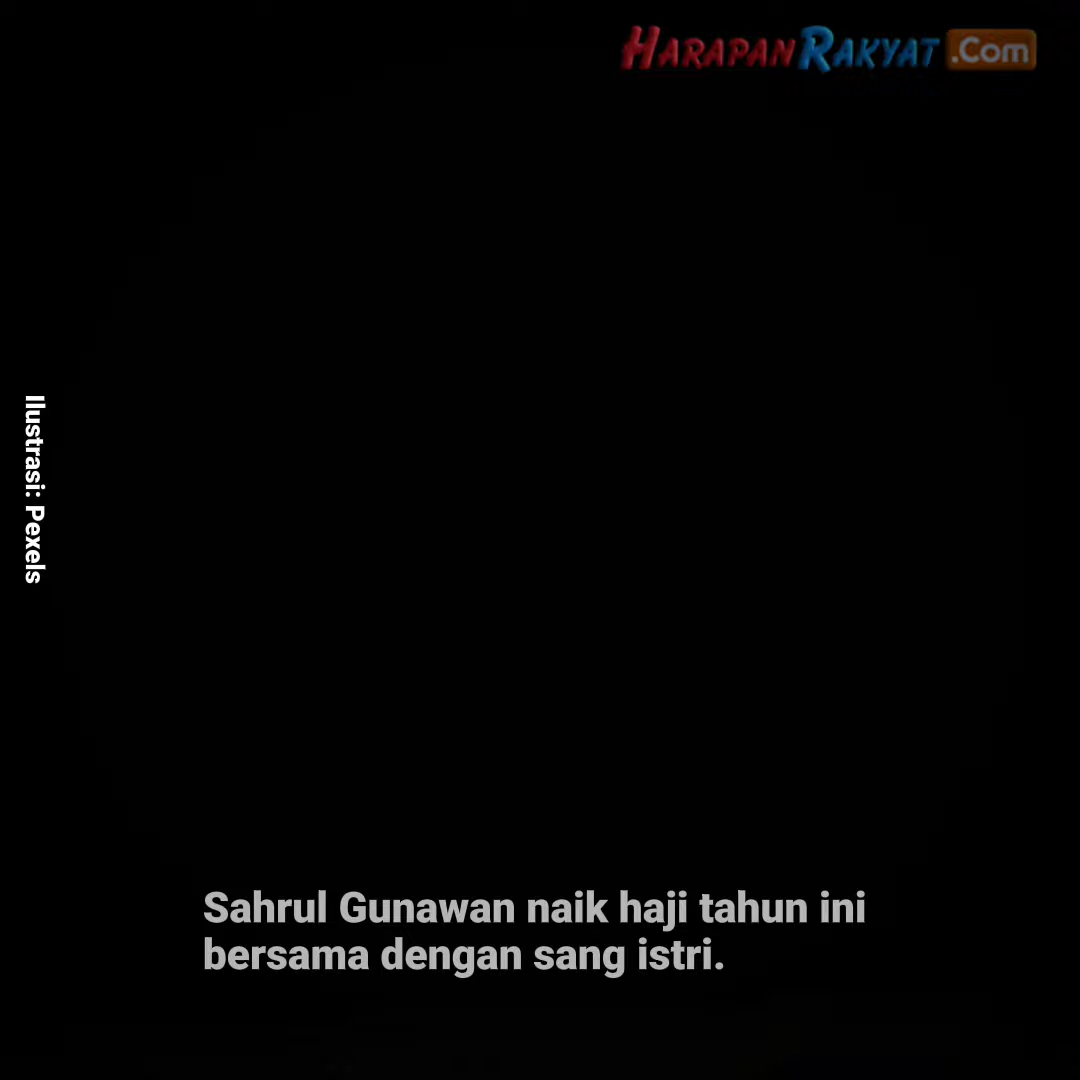 HARAPANRAKYAT.Com
Ilustrasi: Pexels
Sahrul Gunawan naik haji tahun ini
bersama dengan sang istri.